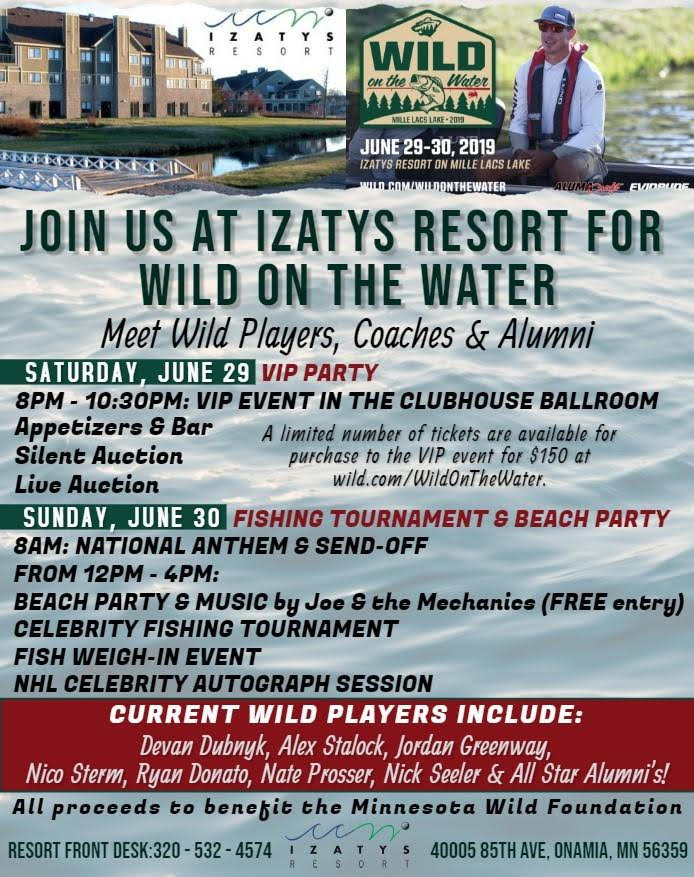 IZATYS
RESORT
WILD
on the Water
MILLE LACS LAKE • 2019
JUNE 29-30, 2019
IZATYS RESORT ON MILLE LACS LAKE
WILD.COM/WILDONTHEWATER
ALUMACraft EVINRUDE
LUND
JOIN US AT IZATYS RESORT FOR
WILD ON THE WATER
Meet Wild Players, Coaches & Alumni
SATURDAY, JUNE 29 VIP PARTY
8PM - 10:30PM: VIP EVENT IN THE CLUBHOUSE BALLROOM
Appetizers & Bar
Silent Auction
Live Auction
A limited number of tickets are available for
purchase to the VIP event for $150 at
wild.com/WildOnTheWater.
SUNDAY, JUNE 30 FISHING TOURNAMENT & BEACH PARTY
8AM: NATIONAL ANTHEM & SEND-OFF
FROM 12PM - 4PM:
BEACH PARTY & MUSIC by Joe & the Mechanics (FREE entry)
CELEBRITY FISHING TOURNAMENT
FISH WEIGH-IN EVENT
NHL CELEBRITY AUTOGRAPH SESSION
CURRENT WILD PLAYERS INCLUDE:
Devan Dubnyk, Alex Stalock, Jordan Greenway,
Nico Sterm, Ryan Donato, Nate Prosser, Nick Seeler & All Star Alumni's!
All proceeds to benefit the Minnesota Wild Foundation
RESORT FRONT DESK:320 - 532 - 4574
IZATYS
RESORT
40005 85TH AVE, ONAMIA, MN 56359